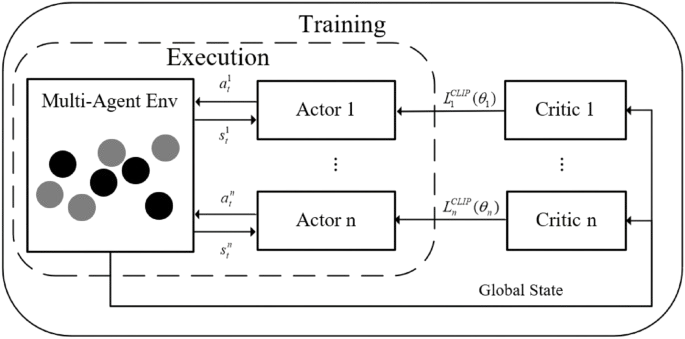 Training
Execution
Multi-Agent Env
a_t^1
s_t^1
Actor 1
L_1^{CLIP}(θ_1)
Critic 1
⋮
⋮
a_t^n
s_t^n
Actor n
L_n^{CLIP}(θ_n)
Critic n
Global State